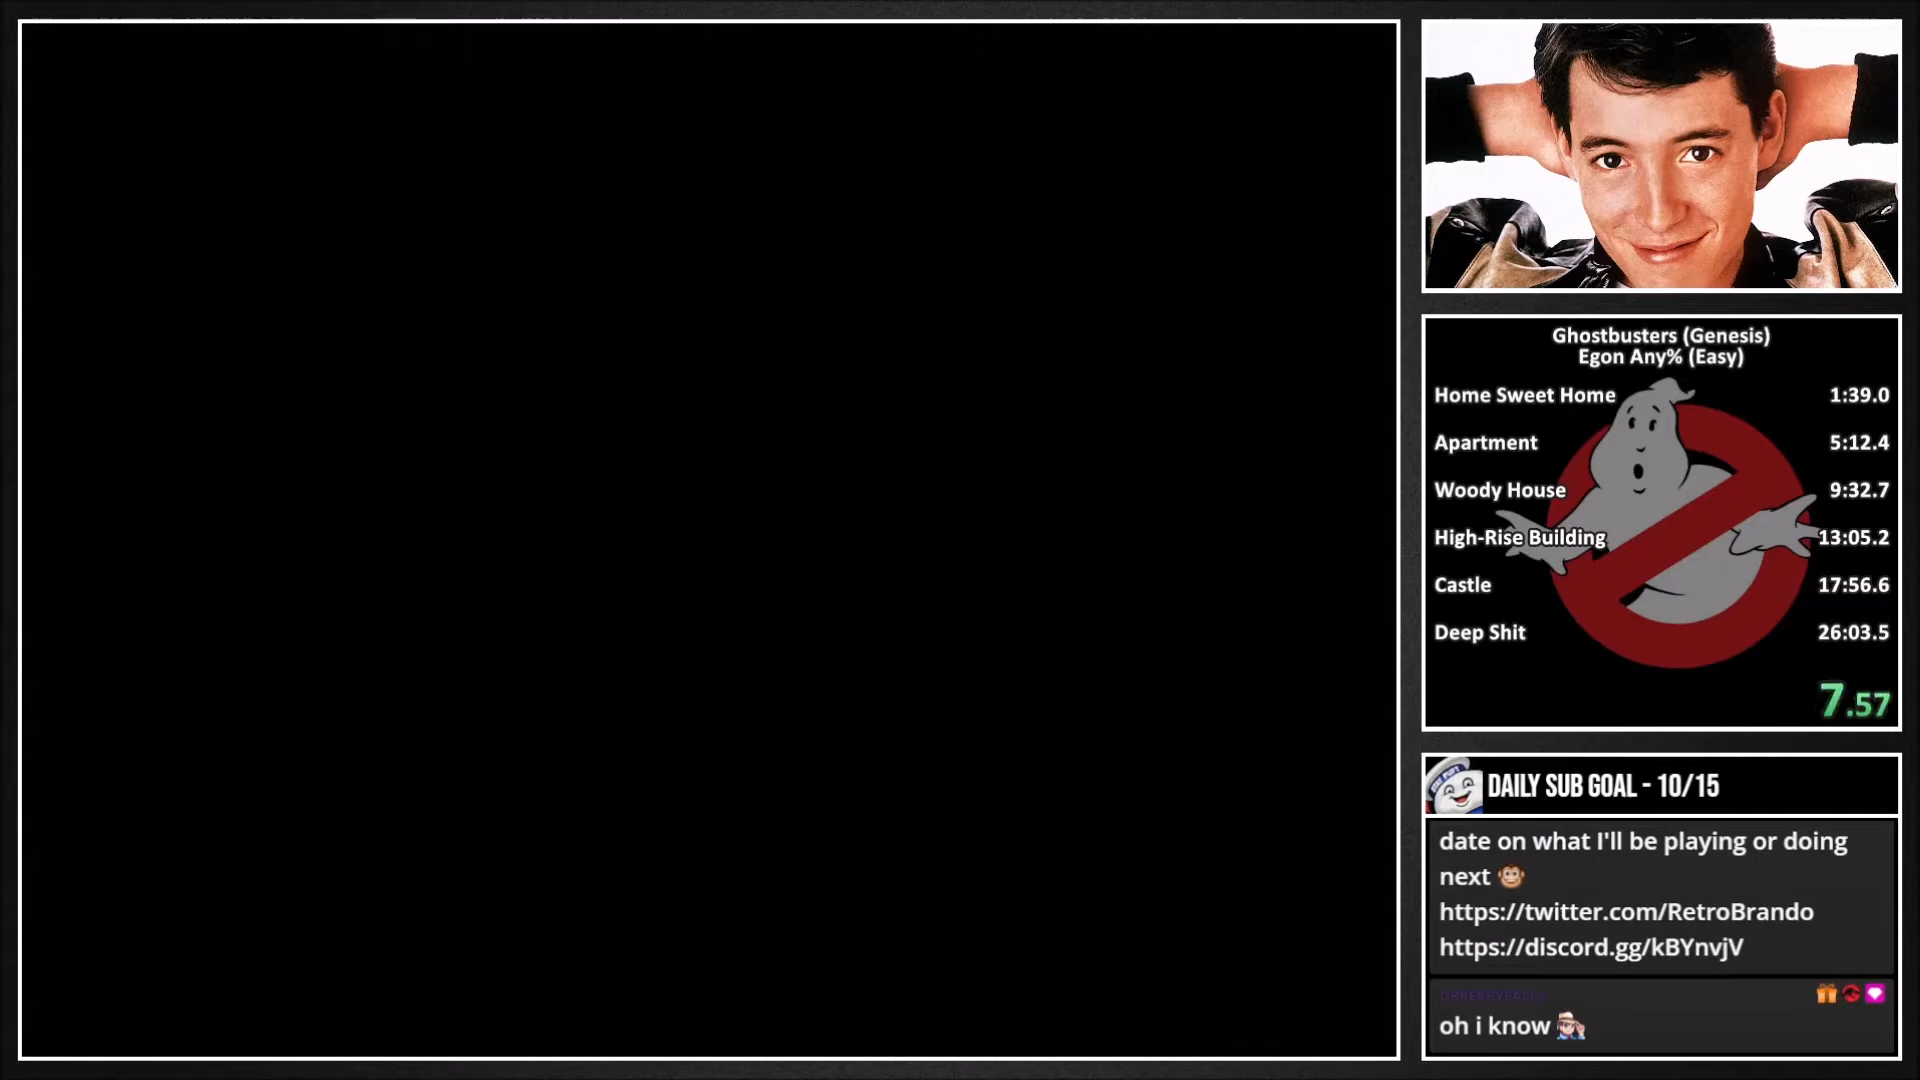 Ghostbusters (Genesis)
Egon Any% (Easy)
Home Sweet Home 1:39.0
Apartment 5:12.4
Woody House 9:32.7
High-Rise Building 13:05.2
Castle 17:56.6
Deep Shit 26:03.5
7.57
DAILY SUB GOAL - 10/15
date on what I'll be playing or doing
next
https://twitter.com/RetroBrando
https://discord.gg/kBYnvjV
oh i know